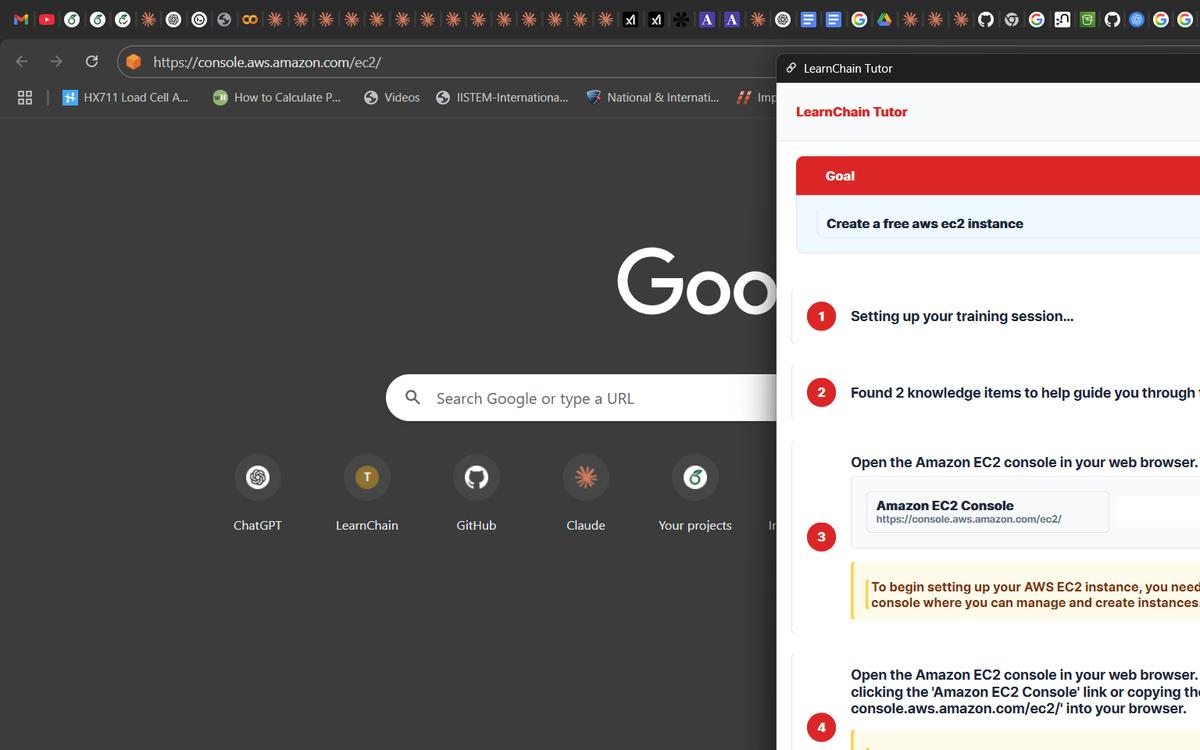 https://console.aws.amazon.com/ec2/
HX711 Load Cell A...
How to Calculate P...
Videos
IISTEM-Internationa...
National & Internati...
Imp
Goo
Search Google or type a URL
T
ChatGPT
LearnChain
GitHub
Claude
Your projects
In
LearnChain Tutor
LearnChain Tutor
Goal
Create a free aws ec2 instance
1
Setting up your training session...
2
Found 2 knowledge items to help guide you through
3
Open the Amazon EC2 console in your web browser.
Amazon EC2 Console
https://console.aws.amazon.com/ec2/
To begin setting up your AWS EC2 instance, you need
console where you can manage and create instances.
4
Open the Amazon EC2 console in your web browser.
clicking the 'Amazon EC2 Console' link or copying the
console.aws.amazon.com/ec2/' into your browser.